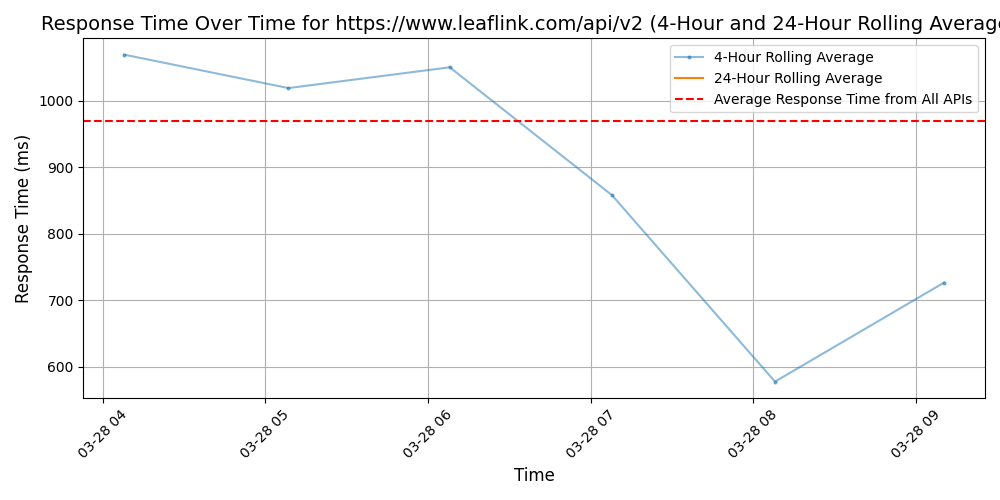 Response Time Over Time for https://www.leaflink.com/api/v2 (4-Hour and 24-Hour Rolling Average
4-Hour Rolling Average
24-Hour Rolling Average
Average Response Time from All APIs
Response Time (ms)
1000
900
800
700
600
03-28 04
03-28 05
03-28 06
03-28 07
03-28 08
03-28 09
Time